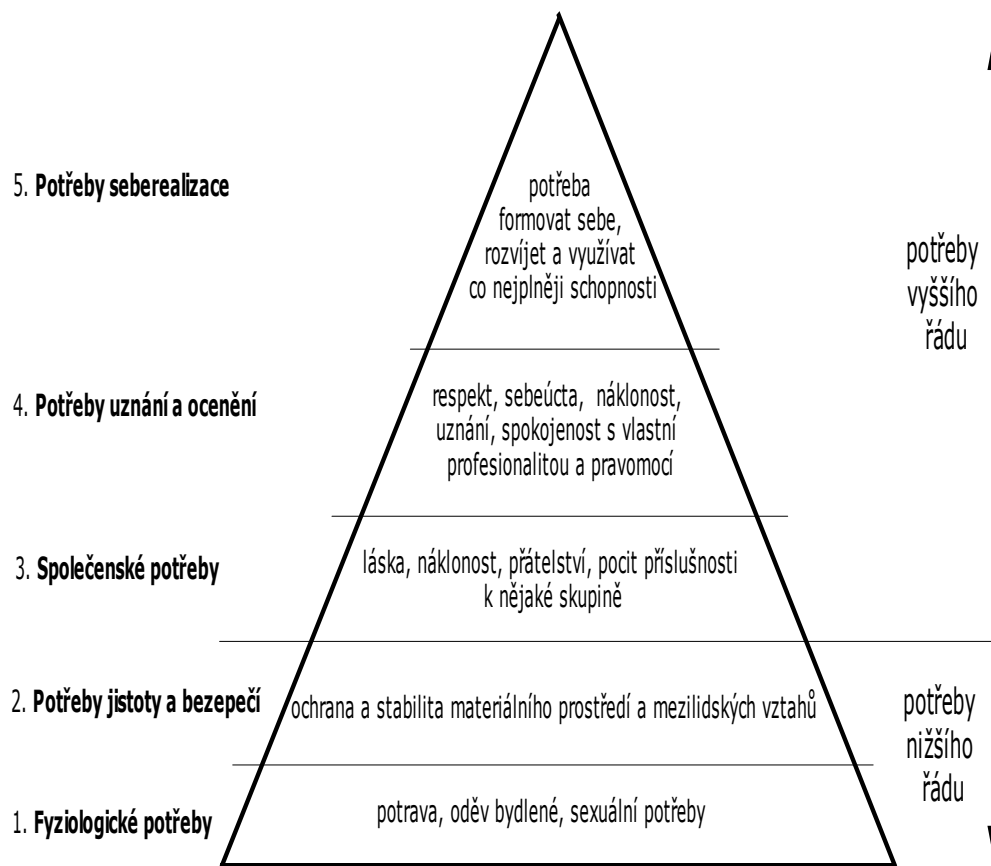 5. Potřeby seberealizace
potřeba
formovat sebe,
rozvíjet a využívat
co nejplněji schopnosti
potřeby
vyššího
řádu
4. Potřeby uznání a ocenění
respekt, sebeúcta, náklonost,
uznání, spokojenost s vlastní
profesionalitou a pravomocí
3. Společenské potřeby
láska, náklonost, přátelství, pocit příslušnosti
k nějaké skupině
2. Potřeby jistoty a bezepečí
ochrana a stabilita materiálního prostředí a mezilidských vztahů
potřeby
nižšího
řádu
1. Fyziologické potřeby
potrava, oděv bydlené, sexuální potřeby